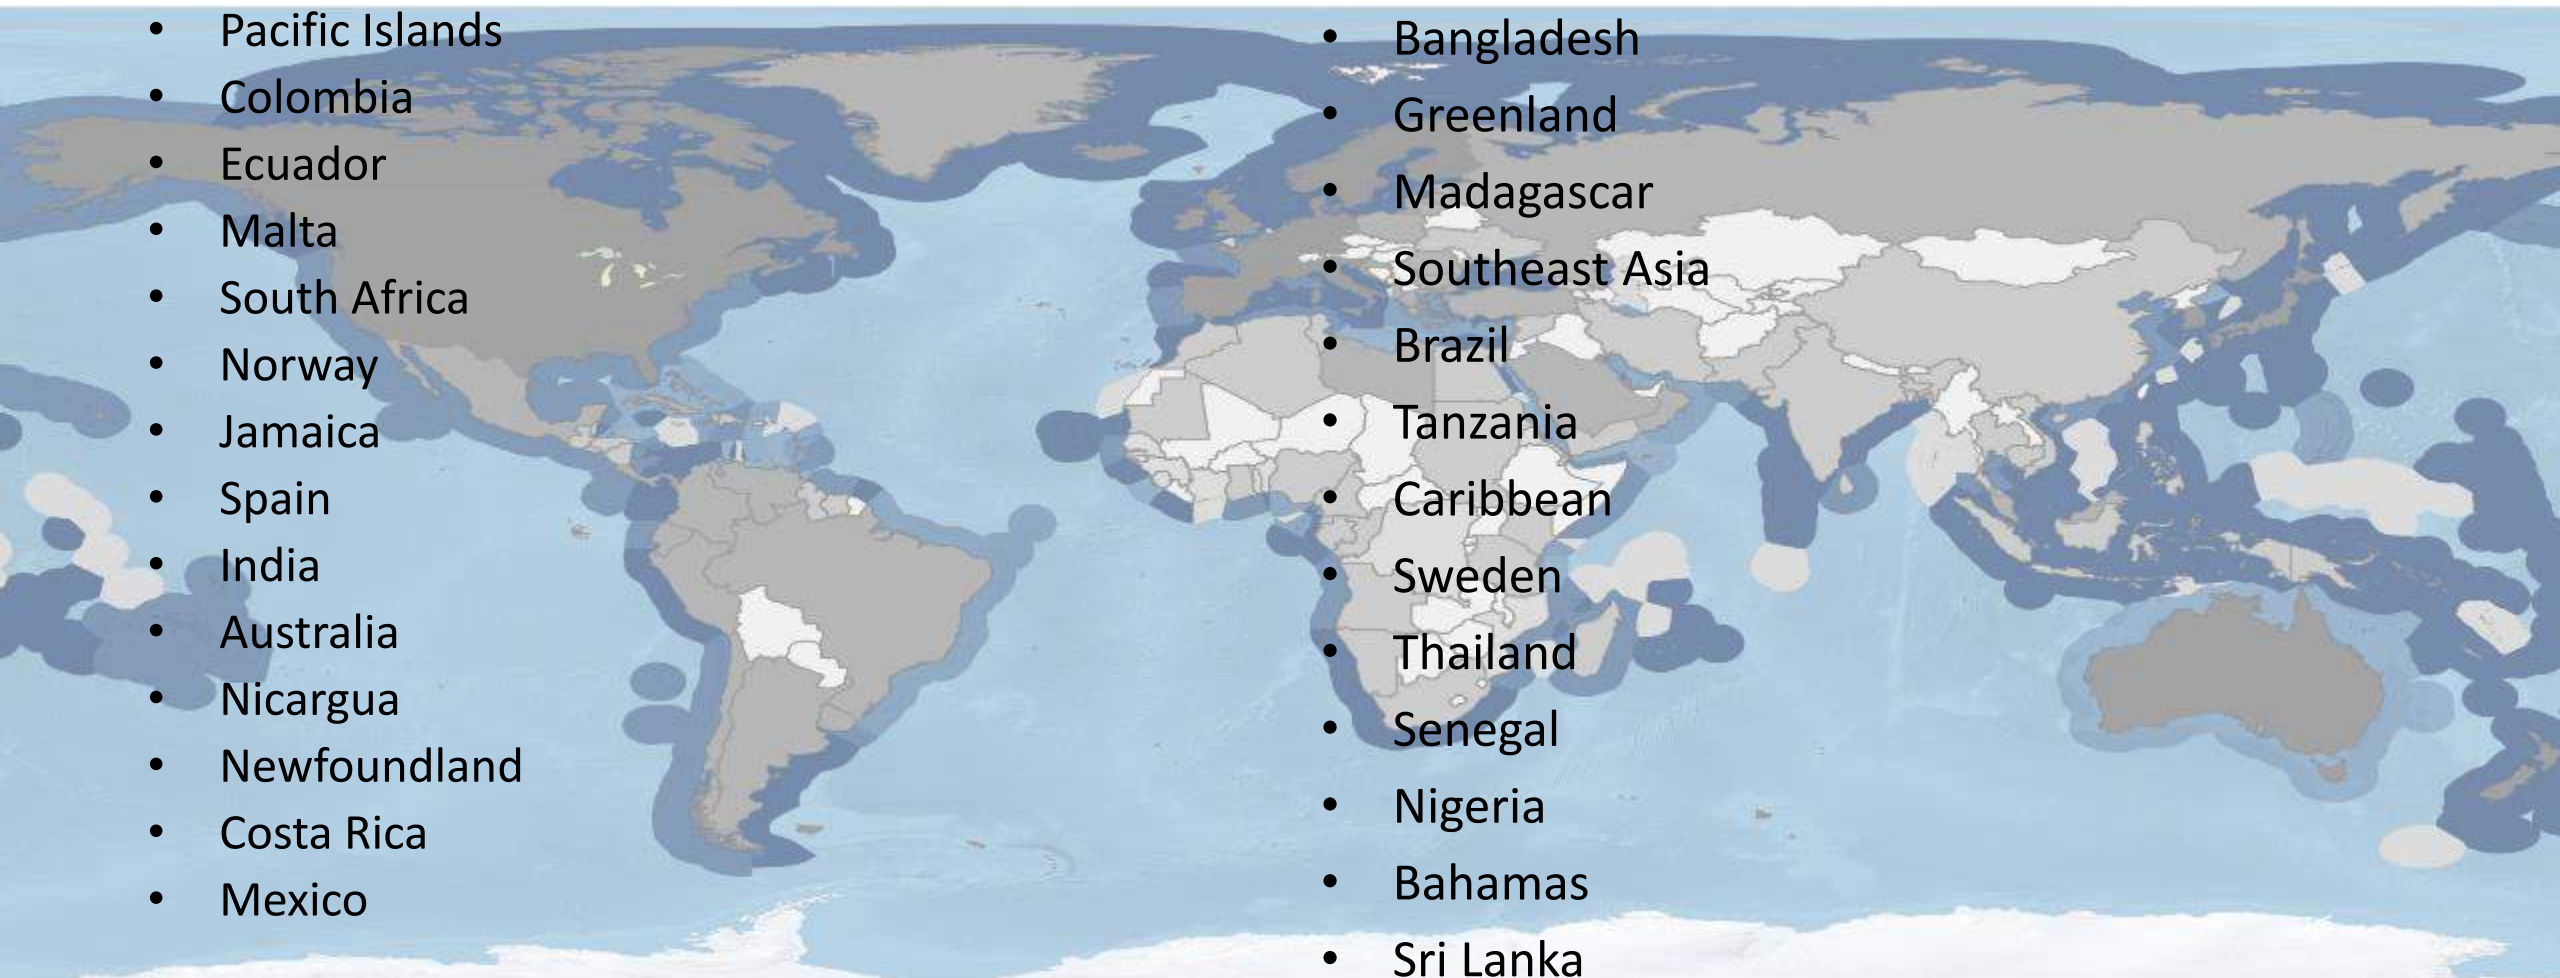 • Pacific Islands
• Colombia
• Ecuador
• Malta
• South Africa
• Norway
• Jamaica
• Spain
• India
• Australia
• Nicargua
• Newfoundland
• Costa Rica
• Mexico
• Bangladesh
• Greenland
• Madagascar
• Southeast Asia
• Brazil
• Tanzania
• Caribbean
• Sweden
• Thailand
• Senegal
• Nigeria
• Bahamas
• Sri Lanka